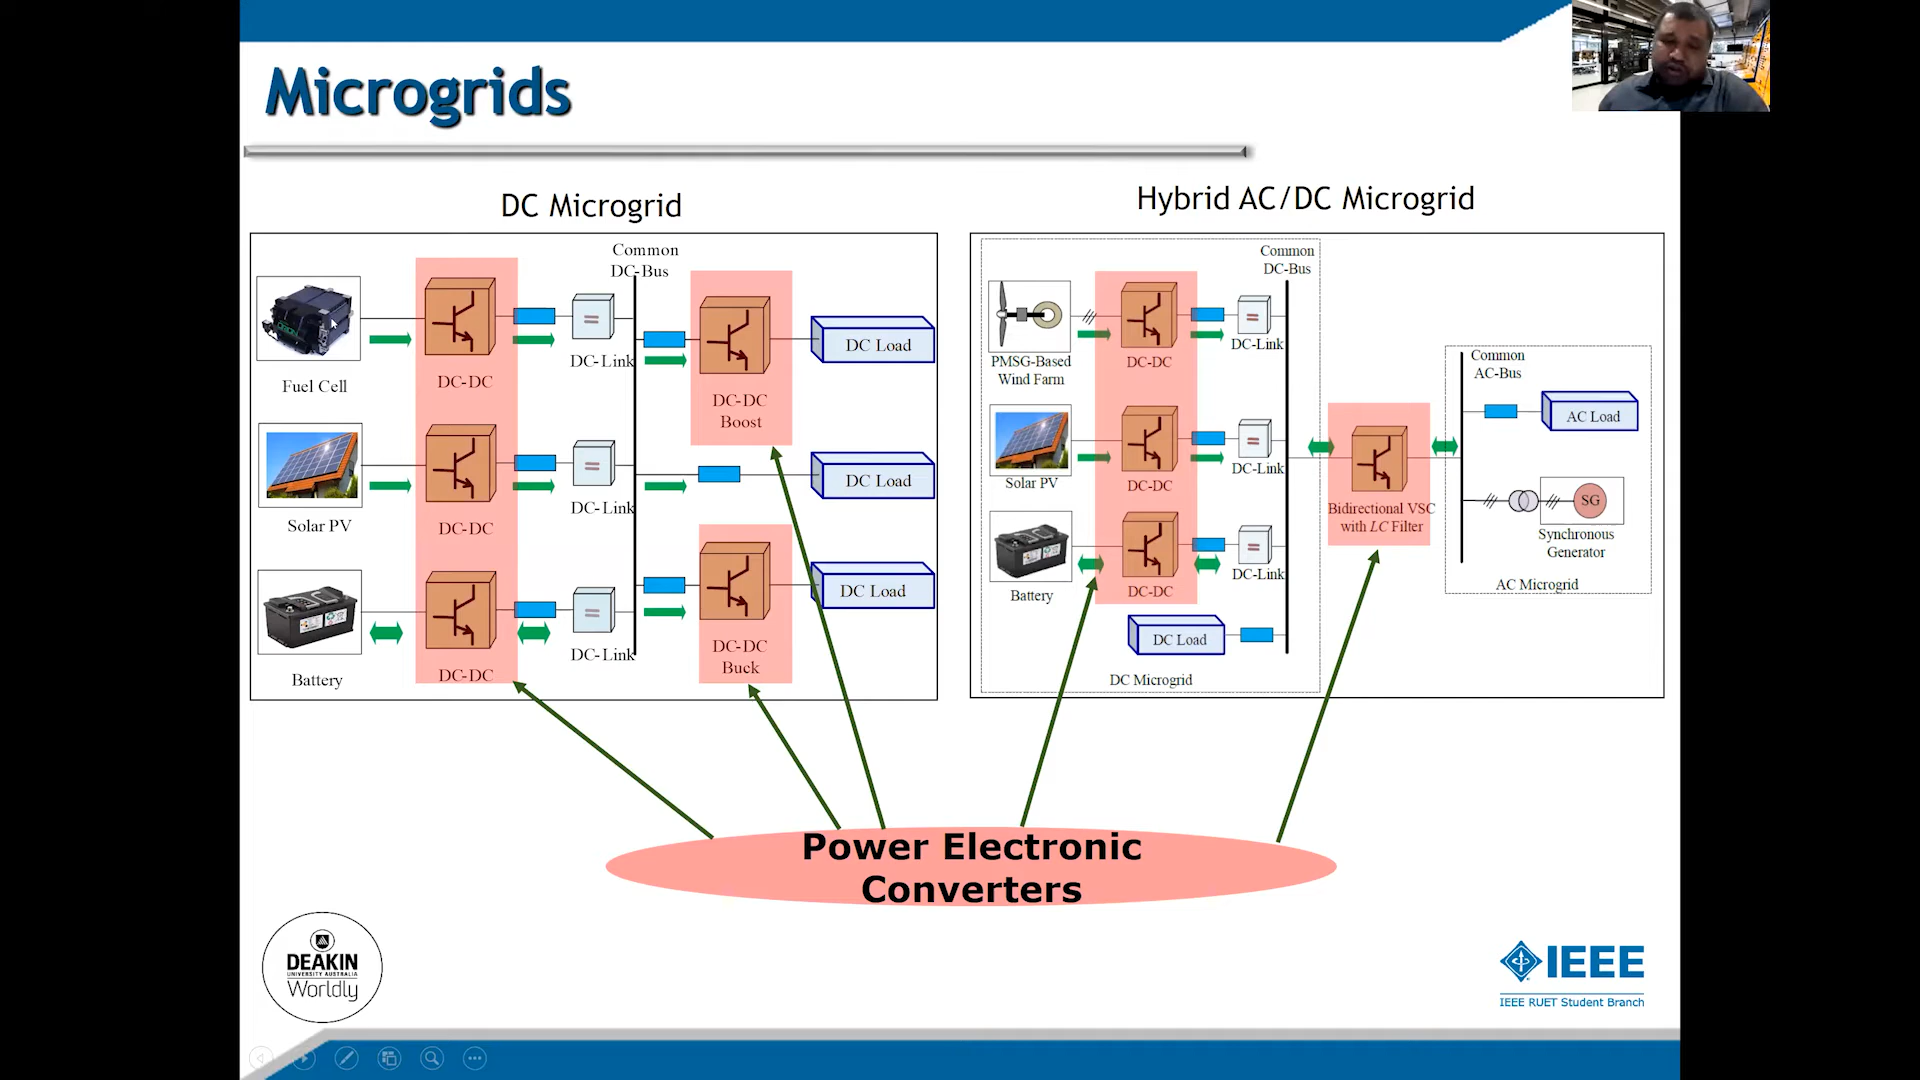 Microgrids
DC Microgrid
Common
DC-Bus
Fuel Cell
DC-DC
DC-Link
DC-DC
Boost
DC Load
Solar PV
DC-DC
DC-Link
DC Load
Battery
DC-DC
DC-Link
DC-DC
Buck
DC Load
Hybrid AC/DC Microgrid
Common
DC-Bus
PMSG-Based
Wind Farm
DC-DC
DC-Link
Solar PV
DC-DC
DC-Link
Battery
DC-DC
DC-Link
DC Load
DC Microgrid
Bidirectional VSC
with LC Filter
Common
AC-Bus
AC Load
SG
Synchronous
Generator
AC Microgrid
Power Electronic
Converters
DEAKIN
UNIVERSITY AUSTRALIA
Worldly
IEEE
IEEE RUET Student Branch